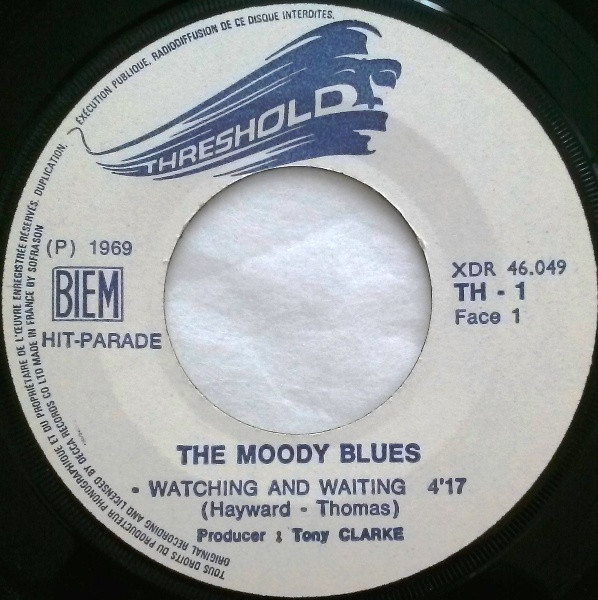 TOUS DROITS DU PRODUCTEUR PHONOGRAPHIQUE ET DU PROPRIÉTAIRE DE L'ŒUVRE ENREGISTRÉE RÉSERVÉS. DUPLICATION. EXÉCUTION PUBLIQUE, RADIODIFFUSION DE CE DISQUE INTERDITES.
ORIGINAL RECORDING AND LICENSED BY DECCA RECORDS CO LTD MADE IN FRANCE BY SOFRASON
THRESHOLD
(P) 1969
BIEM
HIT-PARADE
XDR 46.049
TH - 1
Face 1
THE MOODY BLUES
• WATCHING AND WAITING 4'17
(Hayward - Thomas)
Producer : Tony CLARKE